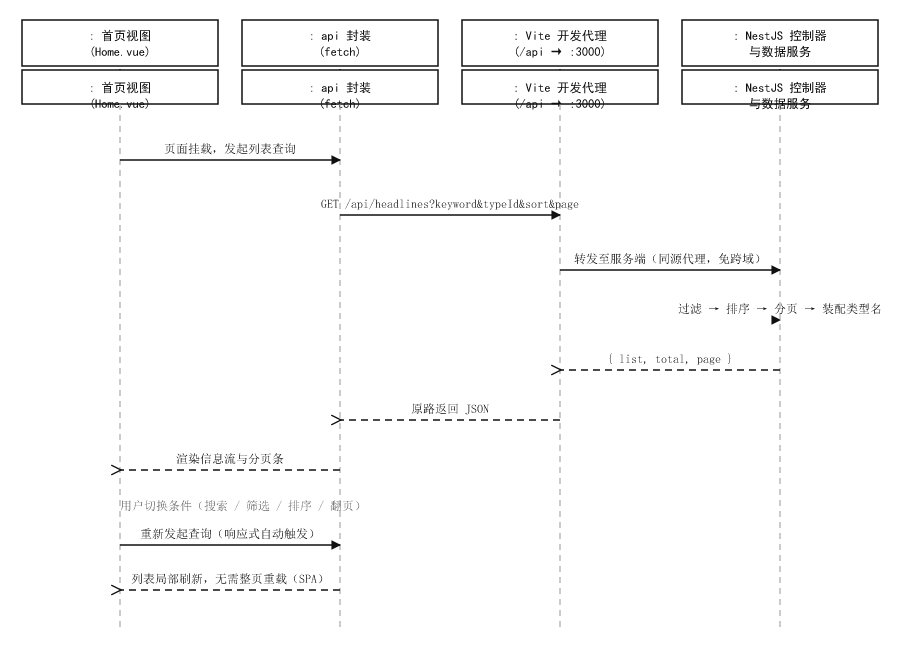 : 首页视图
(Home.vue)
: api 封装
(fetch)
: Vite 开发代理
(/api → :3000)
: NestJS 控制器
与数据服务
: 首页视图
(Home.vue)
: api 封装
(fetch)
: Vite 开发代理
(/api → :3000)
: NestJS 控制器
与数据服务
页面挂载，发起列表查询
GET /api/headlines?keyword&typeId&sort&page
转发至服务端（同源代理，免跨域）
过滤 → 排序 → 分页 → 装配类型名
{ list, total, page }
原路返回 JSON
渲染信息流与分页条
用户切换条件（搜索 / 筛选 / 排序 / 翻页）
重新发起查询（响应式自动触发）
列表局部刷新，无需整页重载（SPA）